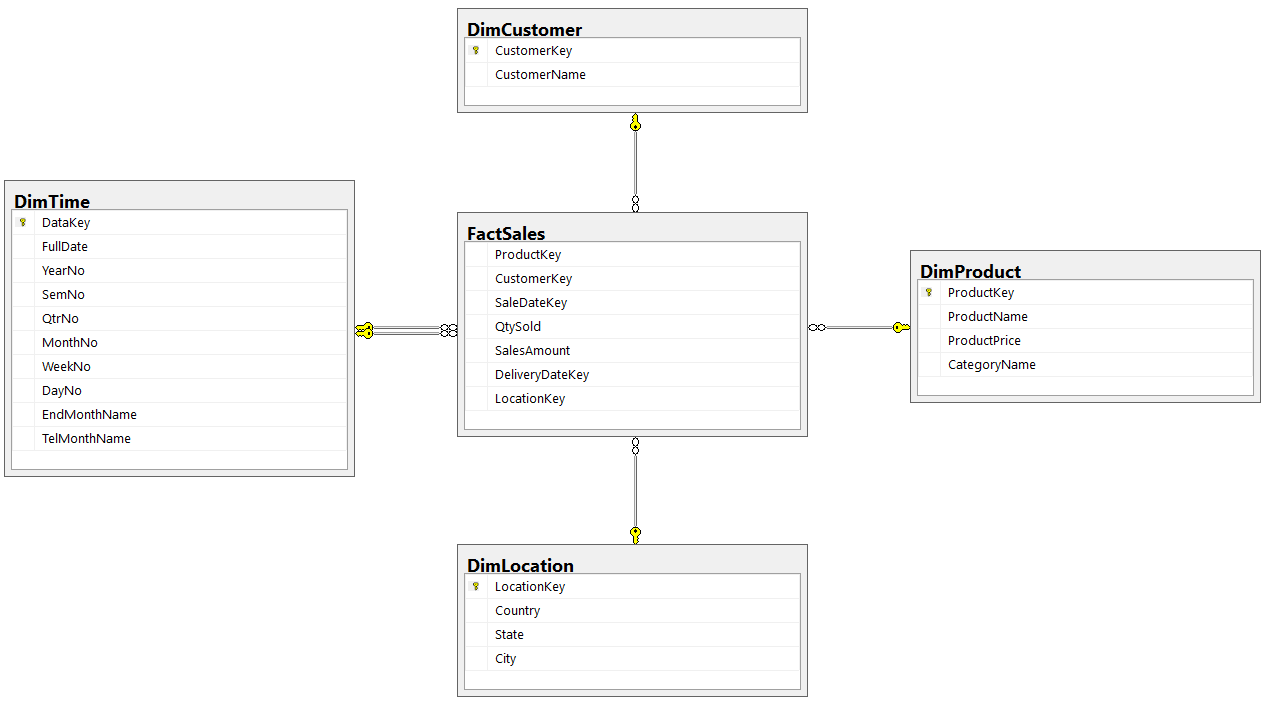 DimCustomer
CustomerKey
CustomerName
DimTime
DataKey
FullDate
YearNo
SemNo
QtrNo
MonthNo
WeekNo
DayNo
EndMonthName
TelMonthName
FactSales
ProductKey
CustomerKey
SaleDateKey
QtySold
SalesAmount
DeliveryDateKey
LocationKey
DimProduct
ProductKey
ProductName
ProductPrice
CategoryName
DimLocation
LocationKey
Country
State
City